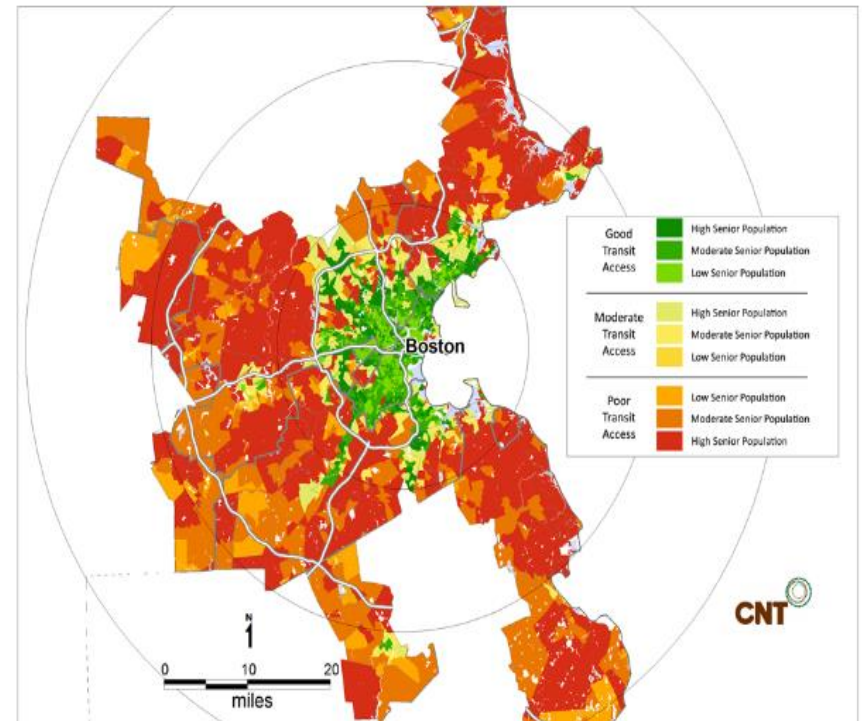 Boston
Good
Transit
Access
High Senior Population
Moderate Senior Population
Low Senior Population
Moderate
Transit
Access
High Senior Population
Moderate Senior Population
Low Senior Population
Poor
Transit
Access
Low Senior Population
Moderate Senior Population
High Senior Population
CNT
N
0 10 20
miles